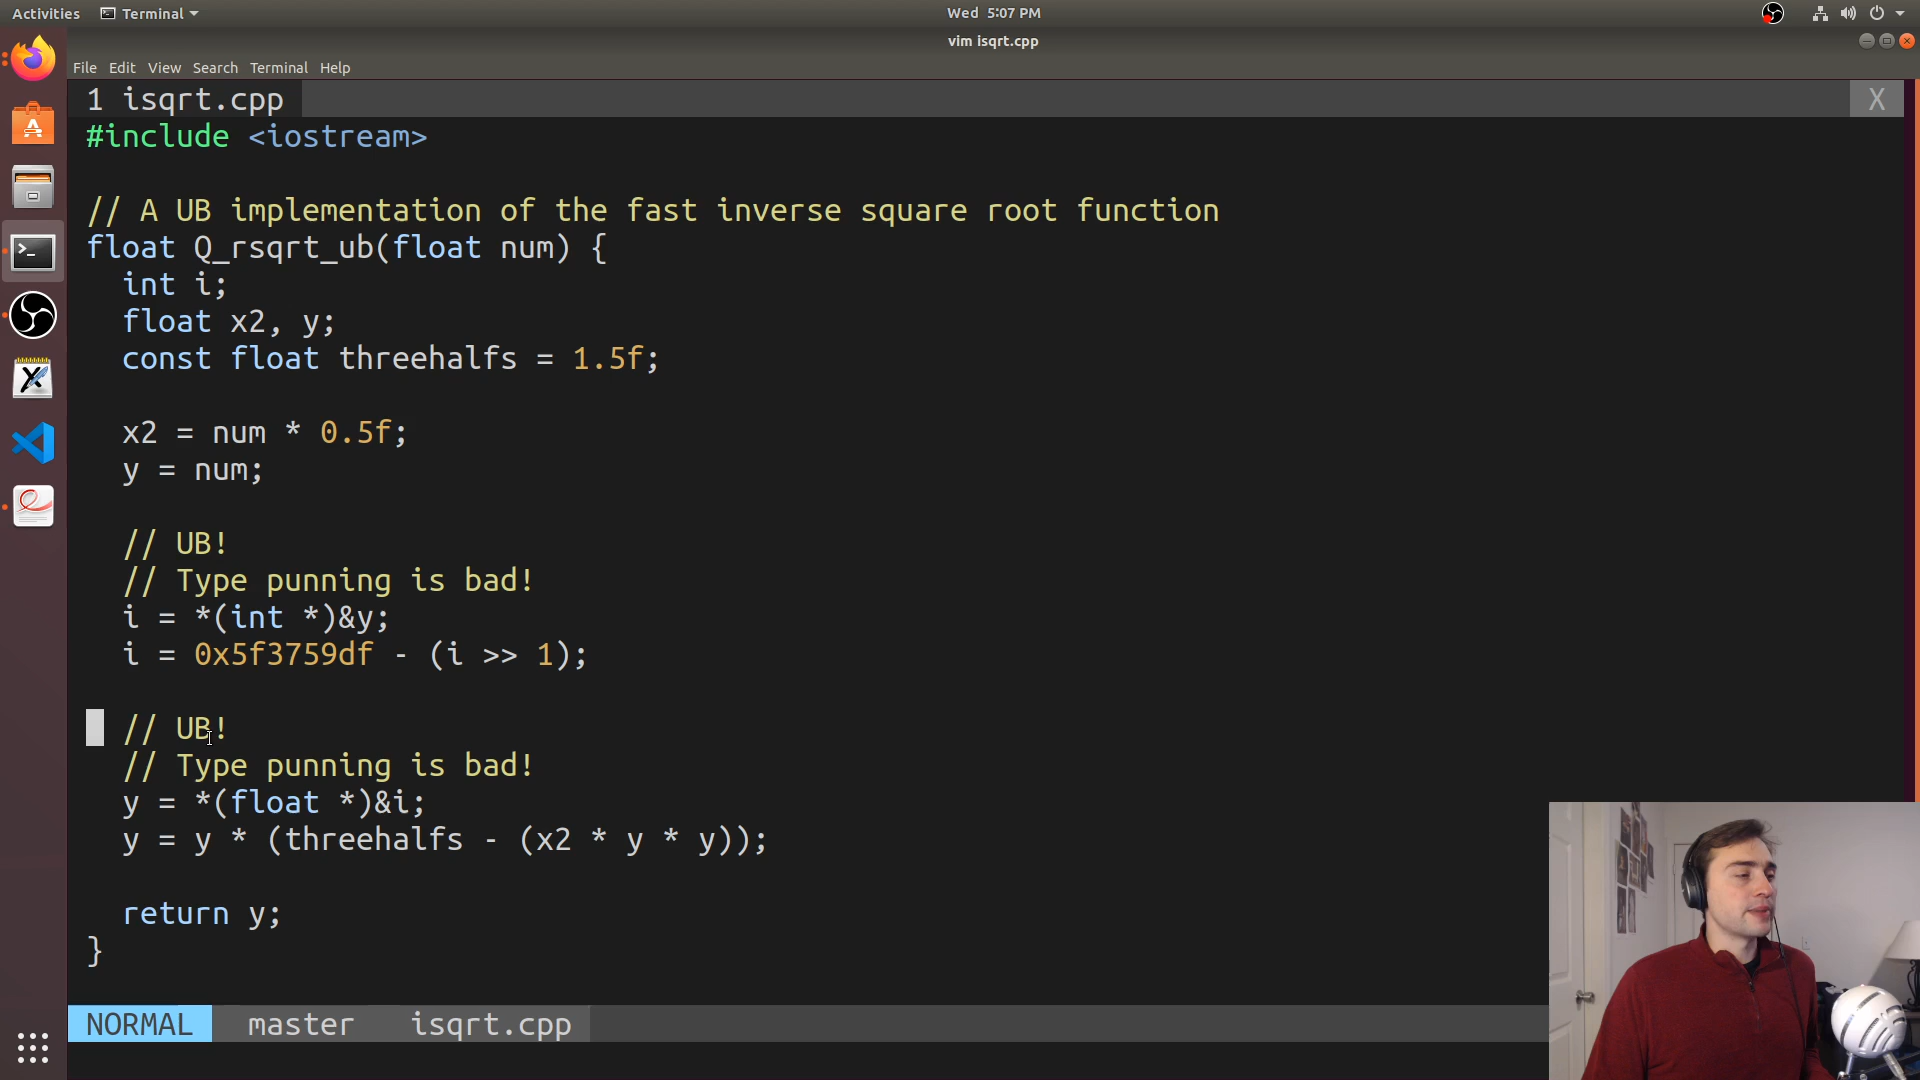 Activities Terminal Wed 5:07 PM
vim isqrt.cpp
File Edit View Search Terminal Help
1 isqrt.cpp X
#include <iostream>
// A UB implementation of the fast inverse square root function
float Q_rsqrt_ub(float num) {
int i;
float x2, y;
const float threehalfs = 1.5f;
x2 = num * 0.5f;
y = num;
// UB!
// Type punning is bad!
i = *(int *)&y;
i = 0x5f3759df - (i >> 1);
// UB!
// Type punning is bad!
y = *(float *)&i;
y = y * (threehalfs - (x2 * y * y));
return y;
}
NORMAL master isqrt.cpp